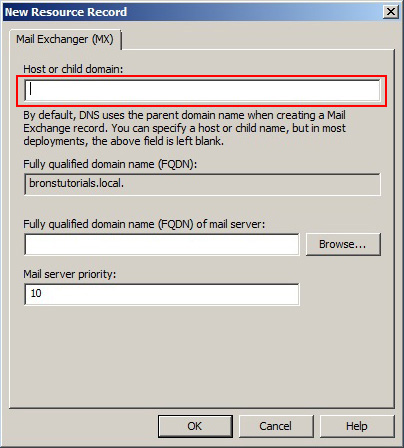 New Resource Record
Mail Exchanger (MX)
Host or child domain:
By default, DNS uses the parent domain name when creating a Mail
Exchange record. You can specify a host or child name, but in most
deployments, the above field is left blank.
Fully qualified domain name (FQDN):
bronstutorials.local.
Fully qualified domain name (FQDN) of mail server:
Browse...
Mail server priority:
10
OK Cancel Help